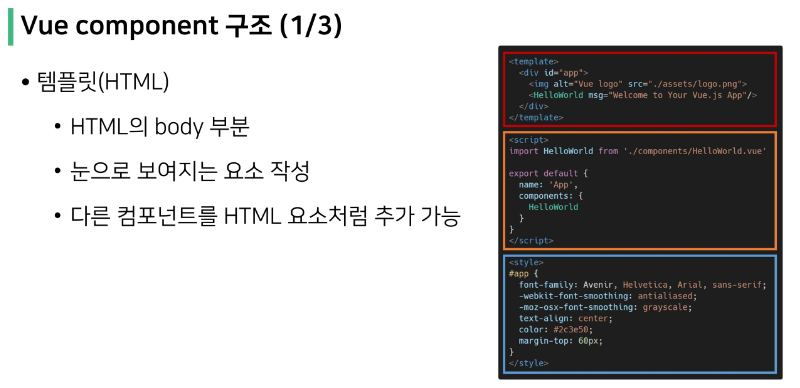 Vue component 구조 (1/3)
• 템플릿(HTML)
• HTML의 body 부분
• 눈으로 보여지는 요소 작성
• 다른 컴포넌트를 HTML 요소처럼 추가 가능
<template>
  <div id="app">
    <img alt="Vue logo" src="./assets/logo.png">
    <HelloWorld msg="Welcome to Your Vue.js App"/>
  </div>
</template>
<script>
import HelloWorld from './components/HelloWorld.vue'

export default {
  name: 'App',
  components: {
    HelloWorld
  }
}
</script>
<style>
#app {
  font-family: Avenir, Helvetica, Arial, sans-serif;
  -webkit-font-smoothing: antialiased;
  -moz-osx-font-smoothing: grayscale;
  text-align: center;
  color: #2c3e50;
  margin-top: 60px;
}
</style>